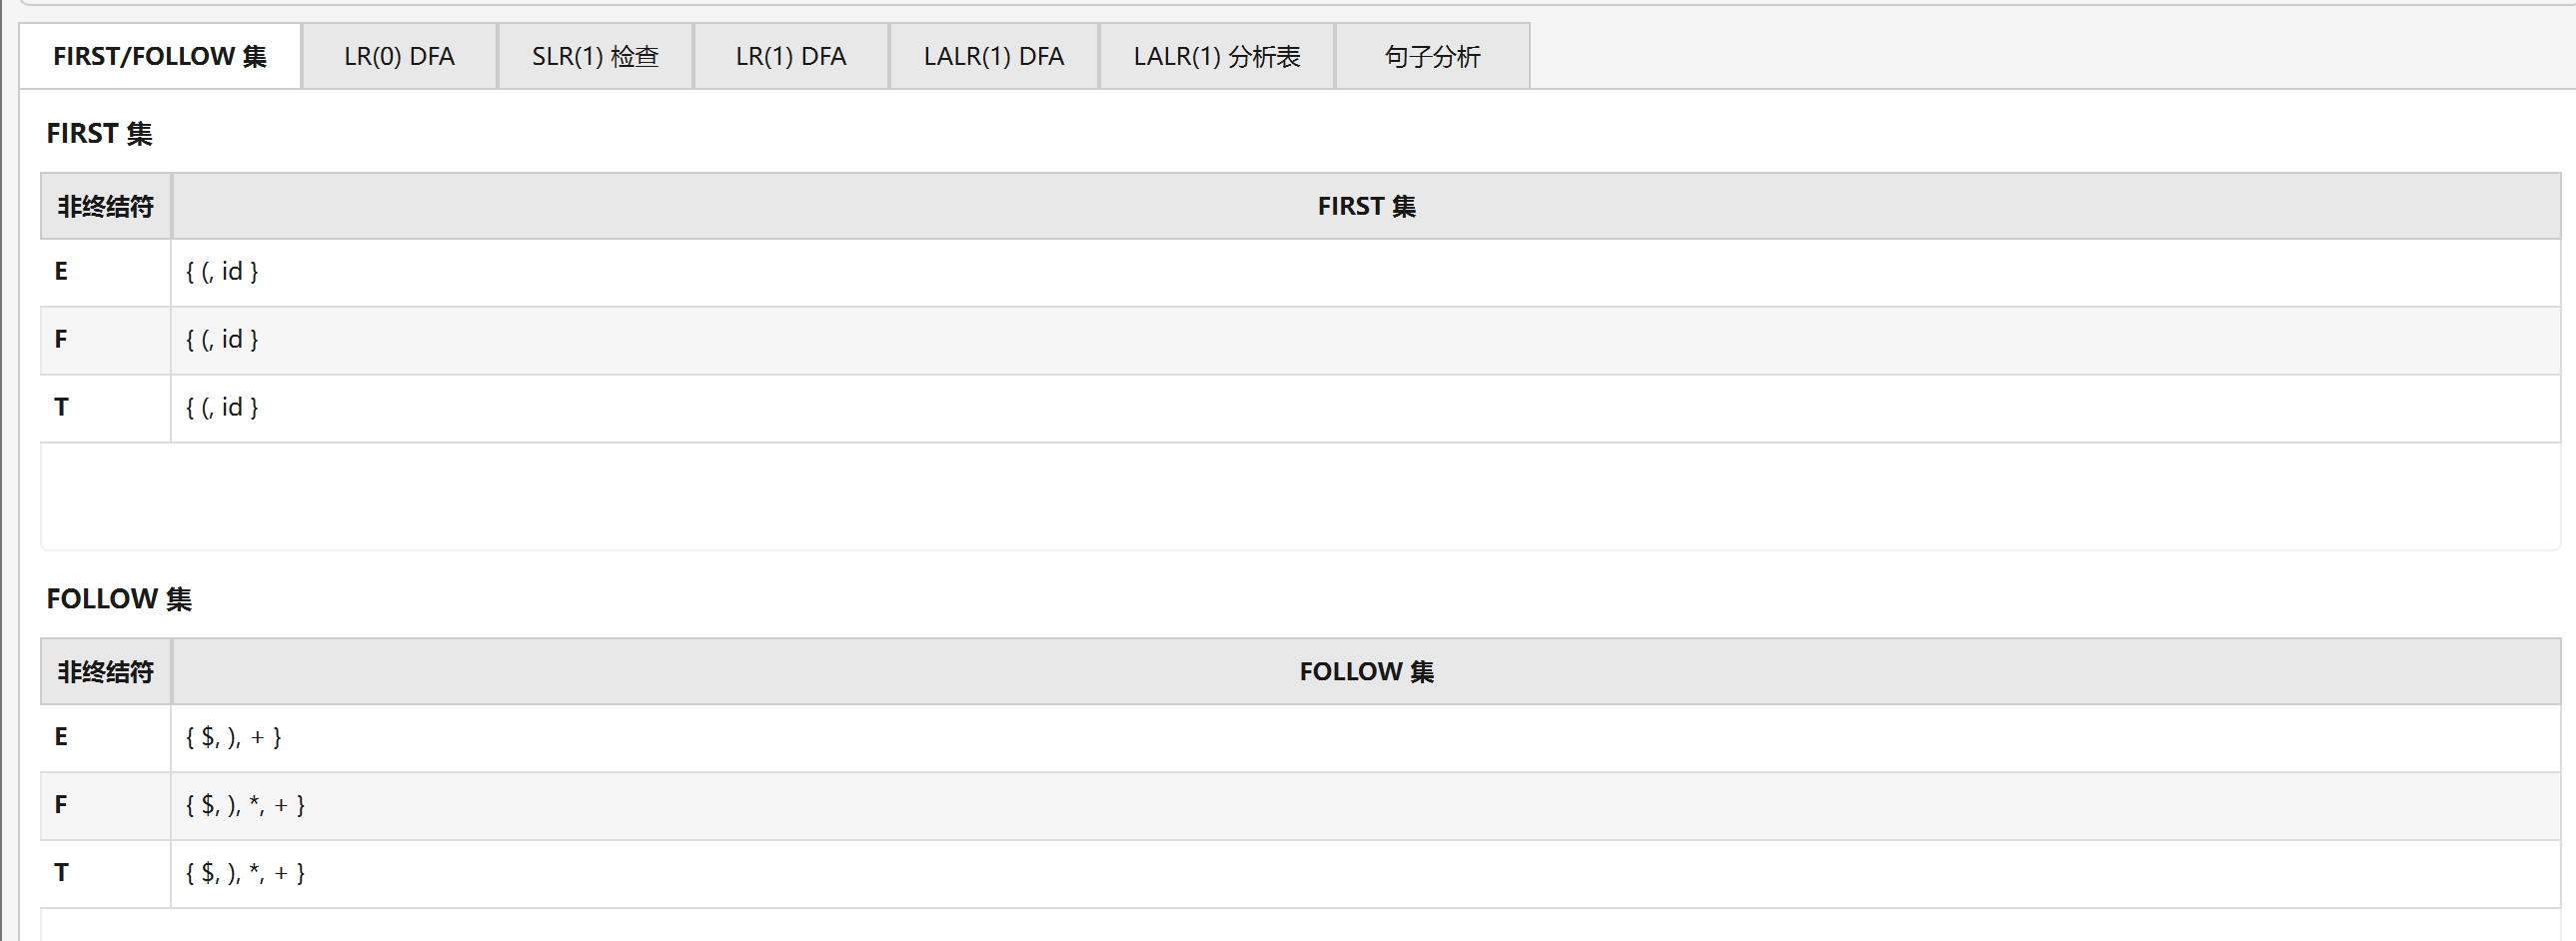 FIRST/FOLLOW 集 LR(0) DFA SLR(1) 检查 LR(1) DFA LALR(1) DFA LALR(1) 分析表 句子分析
FIRST 集
非终结符 FIRST 集
E { (, id }
F { (, id }
T { (, id }
FOLLOW 集
非终结符 FOLLOW 集
E { $, ), + }
F { $, ), *, + }
T { $, ), *, + }